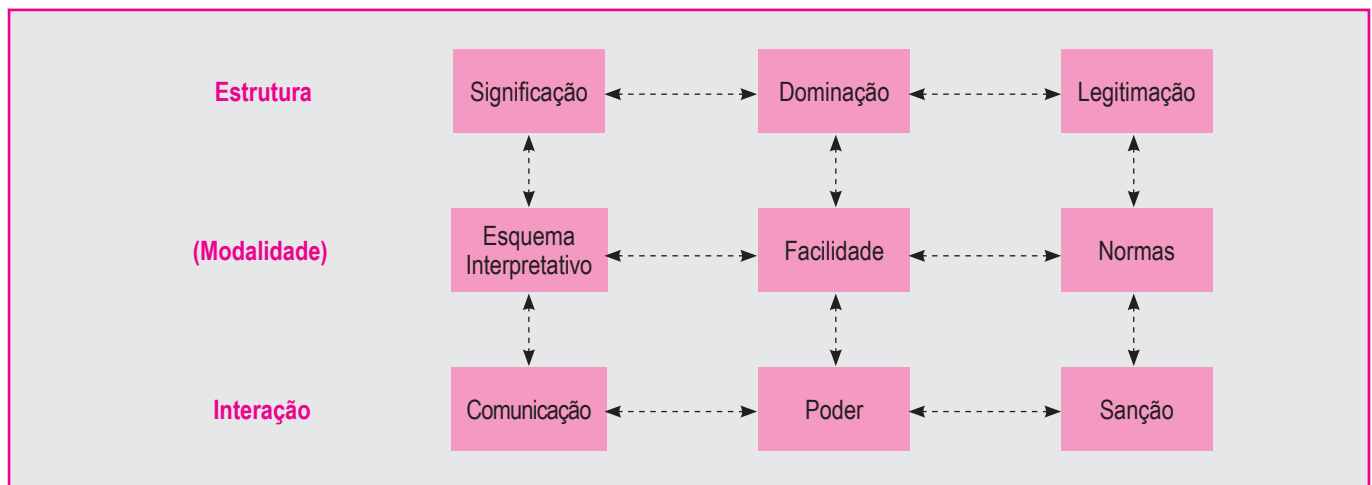 Estrutura
Significação
Dominação
Legitimação
(Modalidade)
Esquema
Interpretativo
Facilidade
Normas
Interação
Comunicação
Poder
Sanção